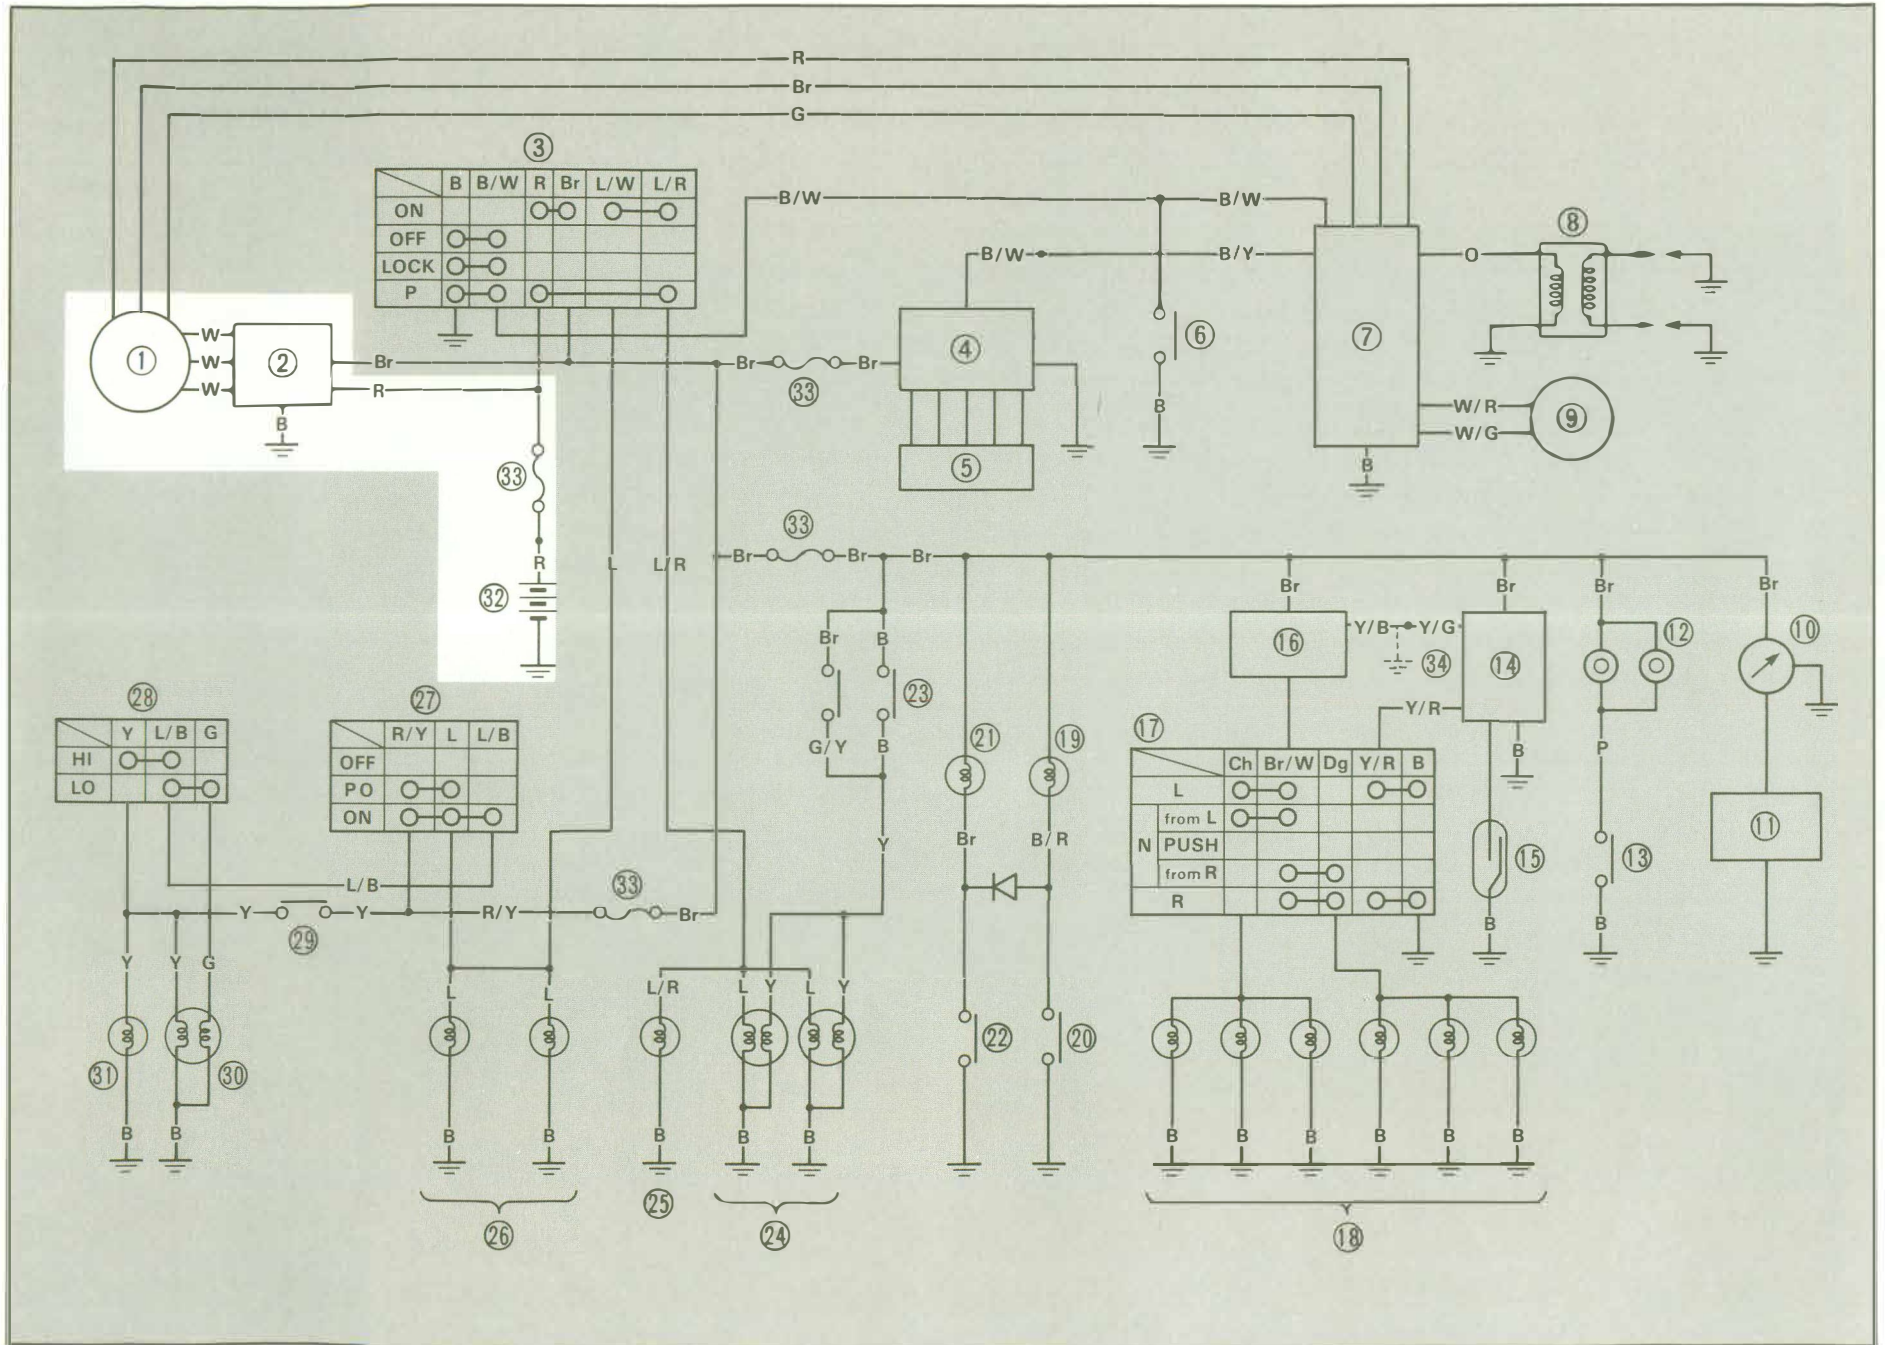 R
Br
G
③
B B/W R Br L/W L/R
ON
OFF
LOCK
P
B/W B/W
B/W B/Y
⑧
O
① W W W ② Br R
B
Br Br
㉝
④
⑤
⑥
B
⑦
W/R
W/G
⑨
B
㉝
R
㉜
L L/R
㉝
Br Br Br
Br B
㉓
G/Y B
Y
Br Br Br Br
⑯ Y/B Y/G ㉞ ⑭ ⑫ ⑩
Y/R
B
P
⑪
⑬
B
⑮
B
⑰
Ch Br/W Dg Y/R B
L
from L
N PUSH
from R
R
㉑ ⑲
Br B/R
㉒ ⑳
㉘
Y L/B G
HI
LO
㉗
R/Y L L/B
OFF
PO
ON
L/B
Y Y R/Y Br
㉙ ㉝
Y Y G
L L L/R L Y L Y
㉛ ㉚
B B B B B B B
B B B B B B
㉖ ㉕ ㉔ ⑱